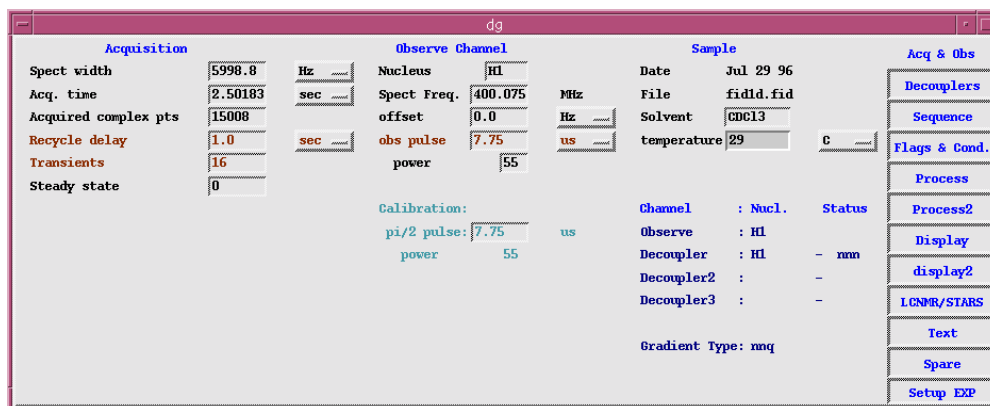 dg
Acquisition
Spect width 5998.8 Hz
Acq. time 2.50183 sec
Acquired complex pts 15008
Recycle delay 1.0 sec
Transients 16
Steady state 0
Observe Channel
Nucleus H1
Spect Freq. 400.075 MHz
offset 0.0 Hz
obs pulse 7.75 us
power 55
Calibration:
pi/2 pulse: 7.75 us
power 55
Sample
Date Jul 29 96
File fid1d.fid
Solvent CDCl3
temperature 29 C
Channel : Nucl. Status
Observe : H1
Decoupler : H1 - nnn
Decoupler2 : -
Decoupler3 : -
Gradient Type: nnq
Acq & Obs
Decouplers
Sequence
Flags & Cond.
Process
Process2
Display
display2
LCNMR/STARS
Text
Spare
Setup EXP